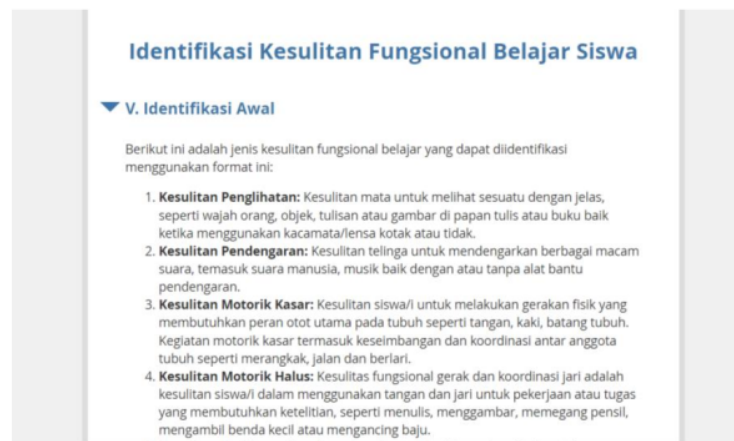 Identifikasi Kesulitan Fungsional Belajar Siswa
V. Identifikasi Awal
Berikut ini adalah jenis kesulitan fungsional belajar yang dapat diidentifikasi
menggunakan format ini:
1. Kesulitan Penglihatan: Kesulitan mata untuk melihat sesuatu dengan jelas,
seperti wajah orang, objek, tulisan atau gambar di papan tulis atau buku baik
ketika menggunakan kacamata/lensa kotak atau tidak.
2. Kesulitan Pendengaran: Kesulitan telinga untuk mendengarkan berbagai macam
suara, temasuk suara manusia, musik baik dengan atau tanpa alat bantu
pendengaran.
3. Kesulitan Motorik Kasar: Kesulitan siswa/i untuk melakukan gerakan fisik yang
membutuhkan peran otot utama pada tubuh seperti tangan, kaki, batang tubuh.
Kegiatan motorik kasar termasuk keseimbangan dan koordinasi antar anggota
tubuh seperti merangkak, jalan dan berlari.
4. Kesulitan Motorik Halus: Kesulitas fungsional gerak dan koordinasi jari adalah
kesulitan siswa/i dalam menggunakan tangan dan jari untuk pekerjaan atau tugas
yang membutuhkan ketelitian, seperti menulis, menggambar, memegang pensil,
mengambil benda kecil atau mengancing baju.